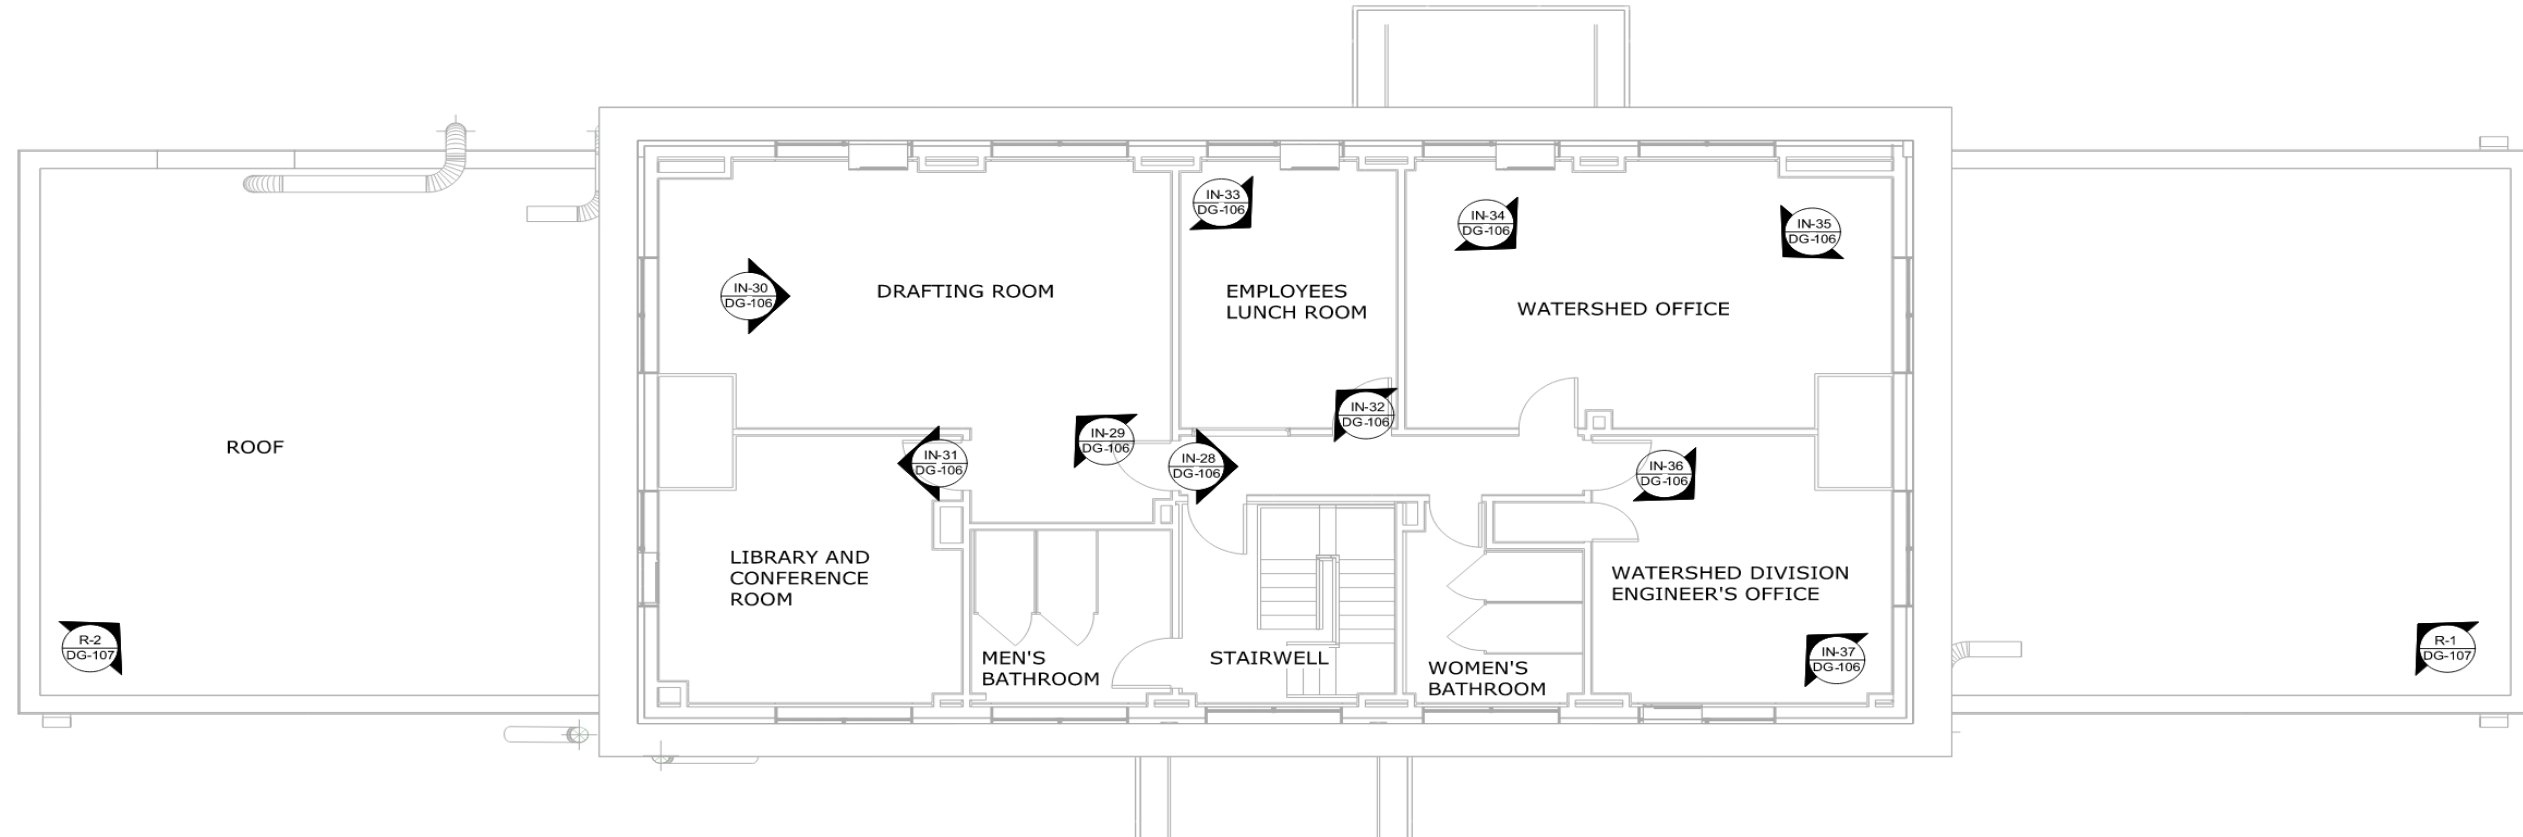 IN-33
DG-106
IN-34
DG-106
IN-35
DG-106
IN-30
DG-106
DRAFTING ROOM
EMPLOYEES
LUNCH ROOM
WATERSHED OFFICE
IN-32
DG-106
IN-29
DG-106
IN-31
DG-106
IN-28
DG-106
IN-36
DG-106
ROOF
LIBRARY AND
CONFERENCE
ROOM
WATERSHED DIVISION
ENGINEER'S OFFICE
R-2
DG-107
MEN'S
BATHROOM
STAIRWELL
WOMEN'S
BATHROOM
IN-37
DG-106
R-1
DG-107